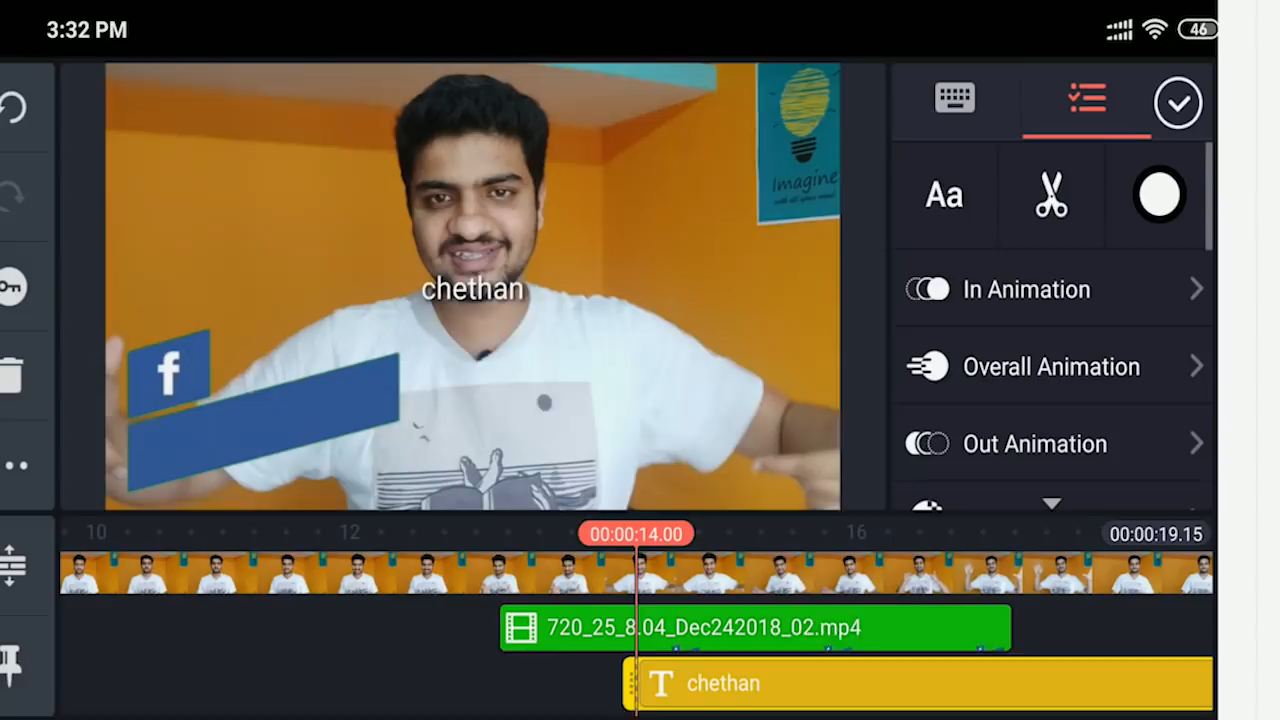 3:32 PM
46
Imagine
f
chethan
Aa
In Animation
Overall Animation
Out Animation
10
12
00:00:14.00
16
00:00:19.15
720_25_8.04_Dec242018_02.mp4
T chethan